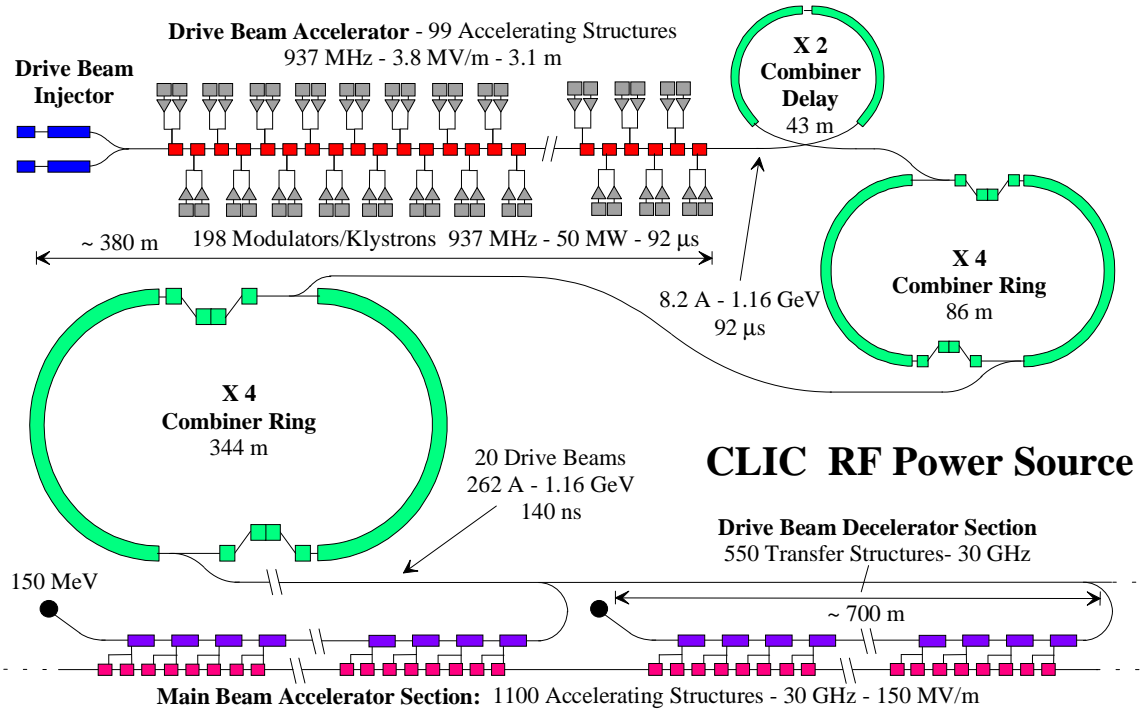 Drive Beam Accelerator - 99 Accelerating Structures
937 MHz - 3.8 MV/m - 3.1 m
Drive Beam
Injector
X 2
Combiner
Delay
43 m
~ 380 m
198 Modulators/Klystrons 937 MHz - 50 MW - 92 μs
8.2 A - 1.16 GeV
92 μs
X 4
Combiner Ring
86 m
X 4
Combiner Ring
344 m
20 Drive Beams
262 A - 1.16 GeV
140 ns
CLIC RF Power Source
Drive Beam Decelerator Section
550 Transfer Structures- 30 GHz
150 MeV
~ 700 m
Main Beam Accelerator Section: 1100 Accelerating Structures - 30 GHz - 150 MV/m